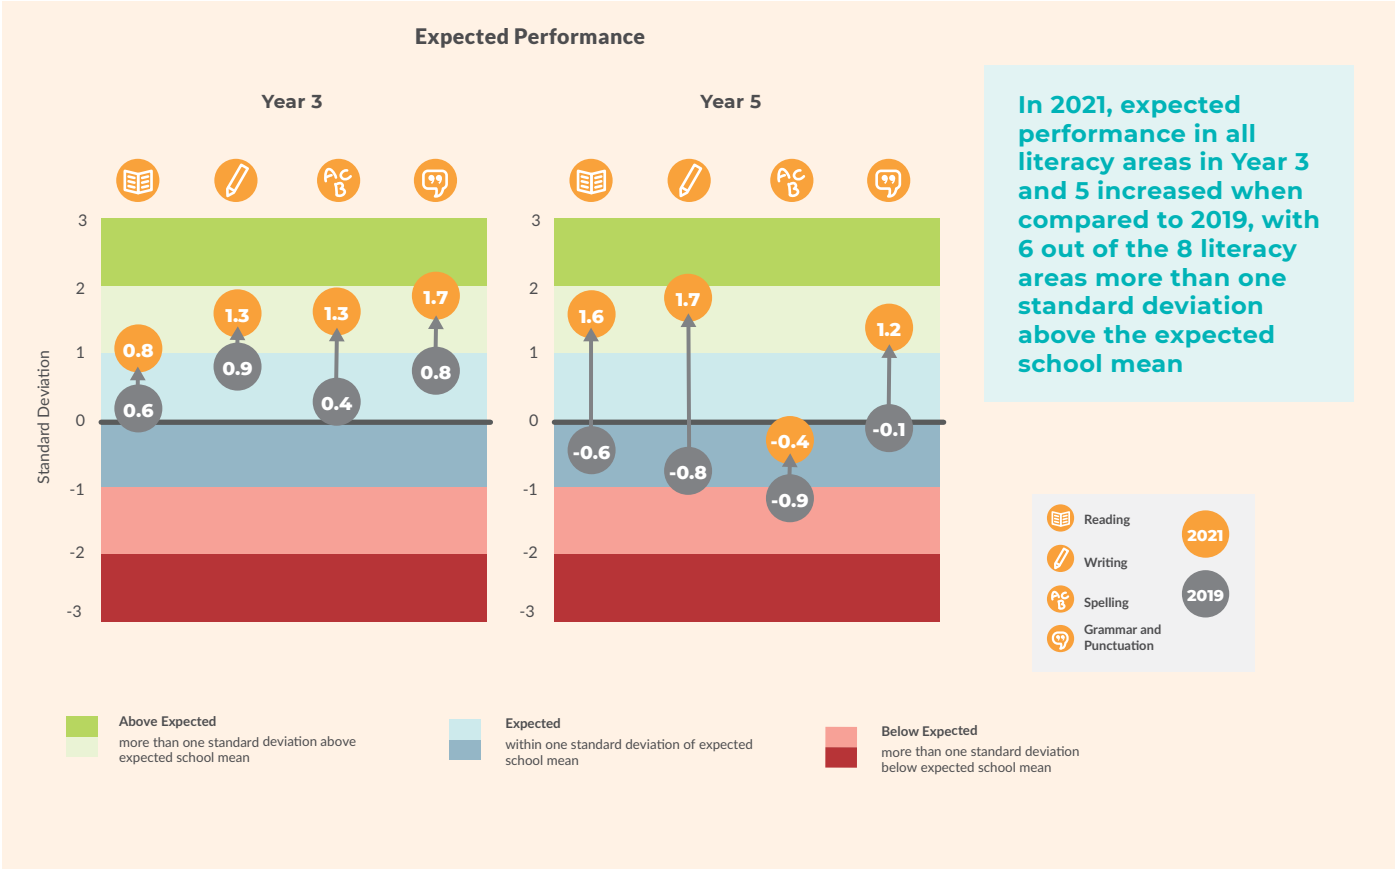 Expected Performance
Year 3
Year 5
In 2021, expected
performance in all
literacy areas in Year 3
and 5 increased when
compared to 2019, with
6 out of the 8 literacy
areas more than one
standard deviation
above the expected
school mean
A C B
A C B
Standard Deviation
3
2
1
0
-1
-2
-3
0.8
0.6
1.3
0.9
1.3
0.4
1.7
0.8
3
2
1
0
-1
-2
-3
1.6
-0.6
1.7
-0.8
-0.4
-0.9
1.2
-0.1
Reading
Writing
A C B
Spelling
Grammar and
Punctuation
2021
2019
Above Expected
more than one standard deviation above
expected school mean
Expected
within one standard deviation of expected
school mean
Below Expected
more than one standard deviation
below expected school mean